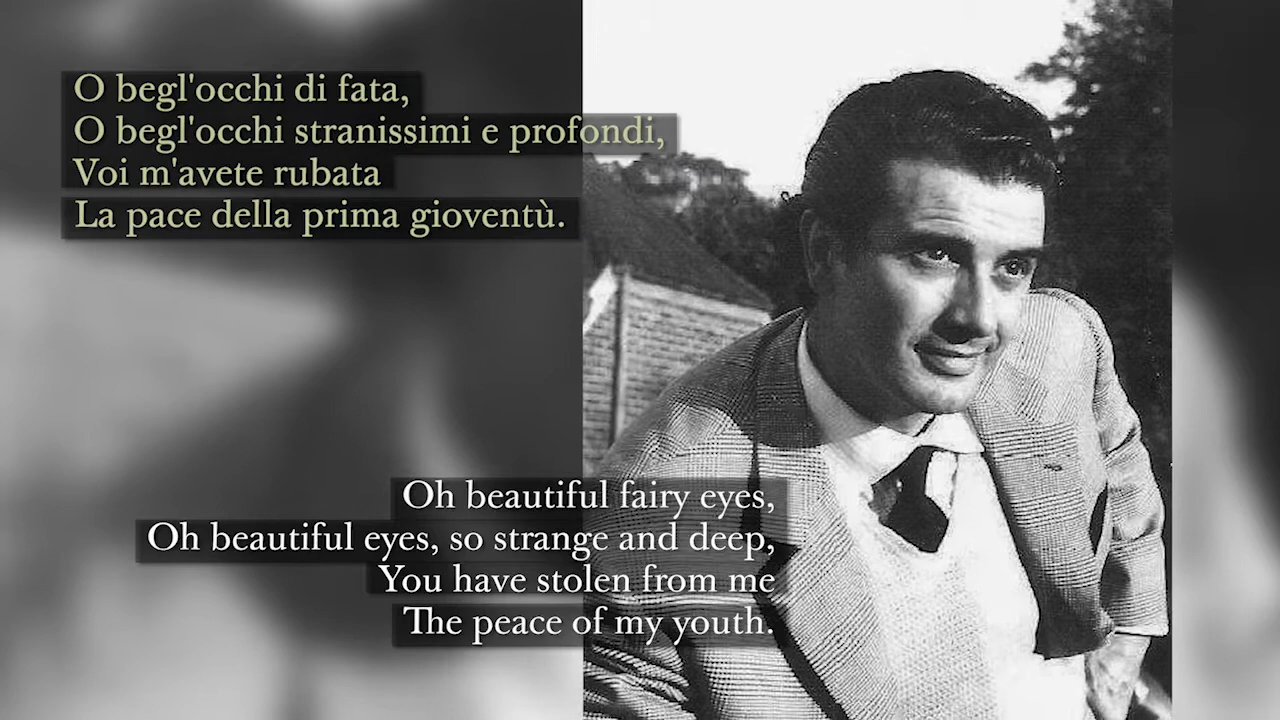 O begl'occhi di fata,
O begl'occhi stranissimi e profondi,
Voi m'avete rubata
La pace della prima gioventù.
Oh beautiful fairy eyes,
Oh beautiful eyes, so strange and deep,
You have stolen from me
The peace of my youth.